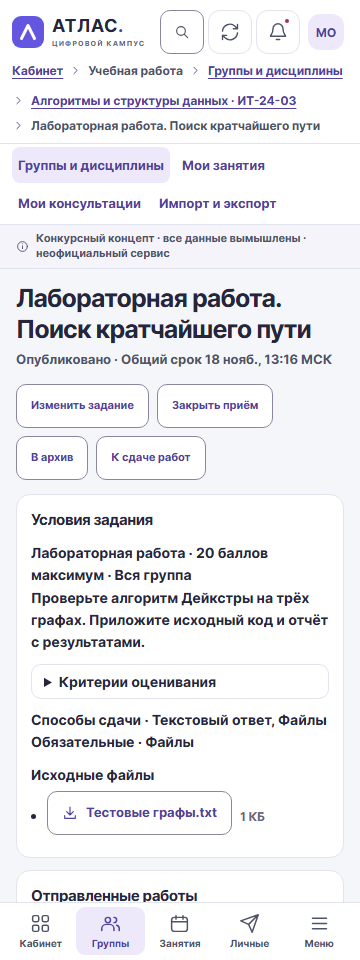 АТЛАС.
ЦИФРОВОЙ КАМПУС
МО
Кабинет
Учебная работа
Группы и дисциплины
Алгоритмы и структуры данных · ИТ-24-03
Лабораторная работа. Поиск кратчайшего пути
Группы и дисциплины
Мои занятия
Мои консультации
Импорт и экспорт
Конкурсный концепт · все данные вымышлены ·
неофициальный сервис
Лабораторная работа.
Поиск кратчайшего пути
Опубликовано · Общий срок 18 нояб., 13:16 МСК
Изменить задание
Закрыть приём
В архив
К сдаче работ
Условия задания
Лабораторная работа · 20 баллов
максимум · Вся группа
Проверьте алгоритм Дейкстры на трёх
графах. Приложите исходный код и отчёт
с результатами.
Критерии оценивания
Способы сдачи · Текстовый ответ, Файлы
Обязательные · Файлы
Исходные файлы
Тестовые графы.txt
1 КБ
Отправленные работы
Кабинет
Группы
Занятия
Личные
Меню